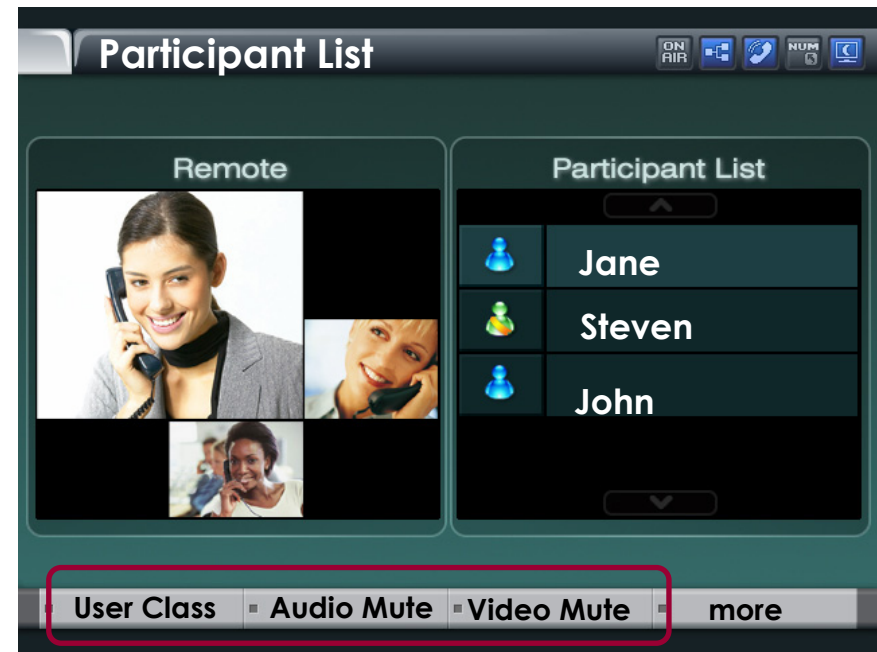 Participant List
ON AIR
NUM
Remote
Participant List
Jane
Steven
John
User Class
Audio Mute
Video Mute
more